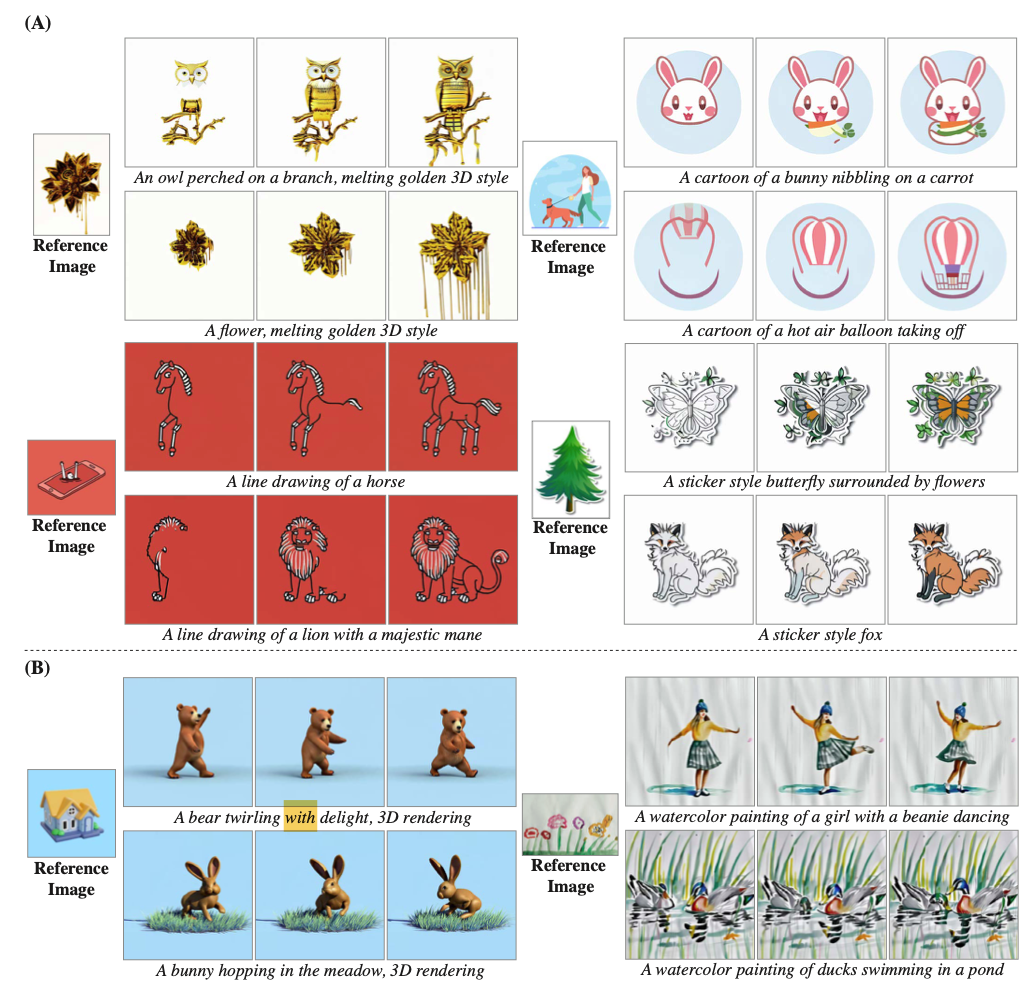 (A)
An owl perched on a branch, melting golden 3D style
Reference
Image
A flower, melting golden 3D style
A cartoon of a bunny nibbling on a carrot
Reference
Image
A cartoon of a hot air balloon taking off
A line drawing of a horse
Reference
Image
A line drawing of a lion with a majestic mane
A sticker style butterfly surrounded by flowers
Reference
Image
A sticker style fox
(B)
A bear twirling with delight, 3D rendering
Reference
Image
A bunny hopping in the meadow, 3D rendering
A watercolor painting of a girl with a beanie dancing
Reference
Image
A watercolor painting of ducks swimming in a pond